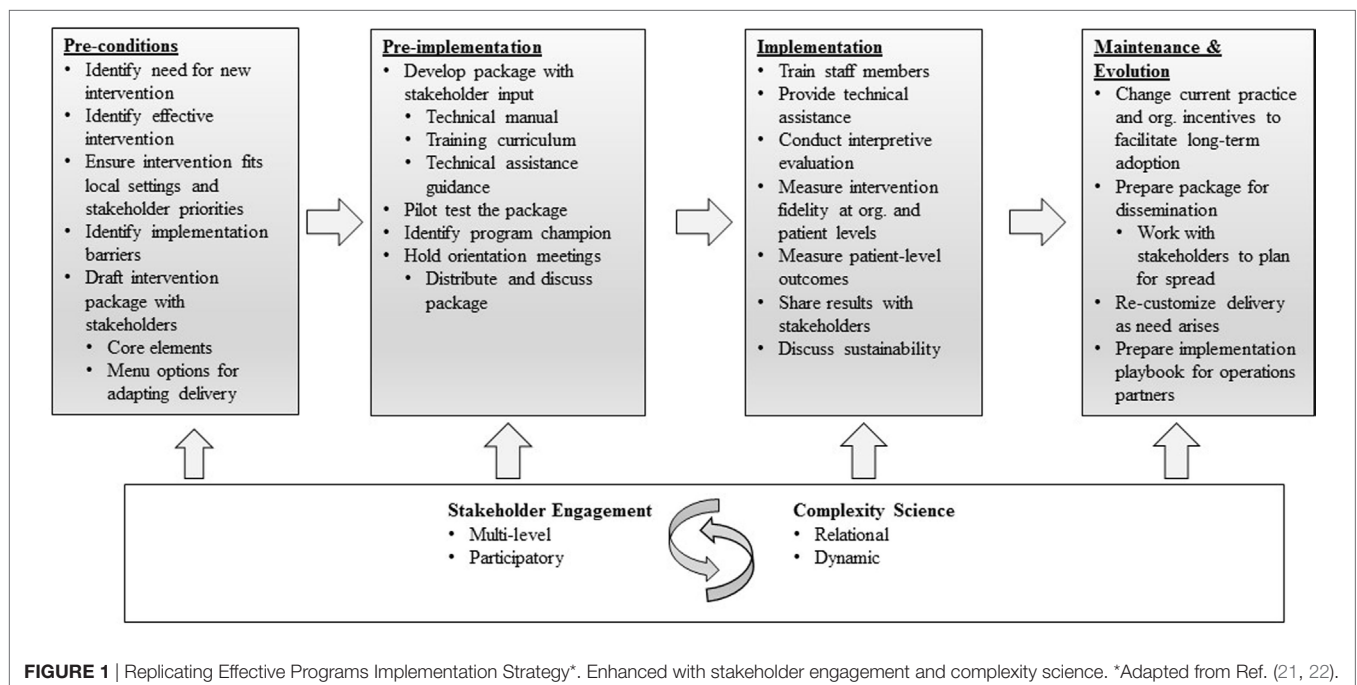 Pre-conditions
• Identify need for new
intervention
• Identify effective
intervention
• Ensure intervention fits
local settings and
stakeholder priorities
• Identify implementation
barriers
• Draft intervention
package with
stakeholders
• Core elements
• Menu options for
adapting delivery
Pre-implementation
• Develop package with
stakeholder input
• Technical manual
• Training curriculum
• Technical assistance
guidance
• Pilot test the package
• Identify program champion
• Hold orientation meetings
• Distribute and discuss
package
Implementation
• Train staff members
• Provide technical
assistance
• Conduct interpretive
evaluation
• Measure intervention
fidelity at org. and
patient levels
• Measure patient-level
outcomes
• Share results with
stakeholders
• Discuss sustainability
Maintenance &
Evolution
• Change current practice
and org. incentives to
facilitate long-term
adoption
• Prepare package for
dissemination
• Work with
stakeholders to plan
for spread
• Re-customize delivery
as need arises
• Prepare implementation
playbook for operations
partners
Stakeholder Engagement
• Multi-level
• Participatory
Complexity Science
• Relational
• Dynamic
FIGURE 1 | Replicating Effective Programs Implementation Strategy*. Enhanced with stakeholder engagement and complexity science. *Adapted from Ref. (21, 22).